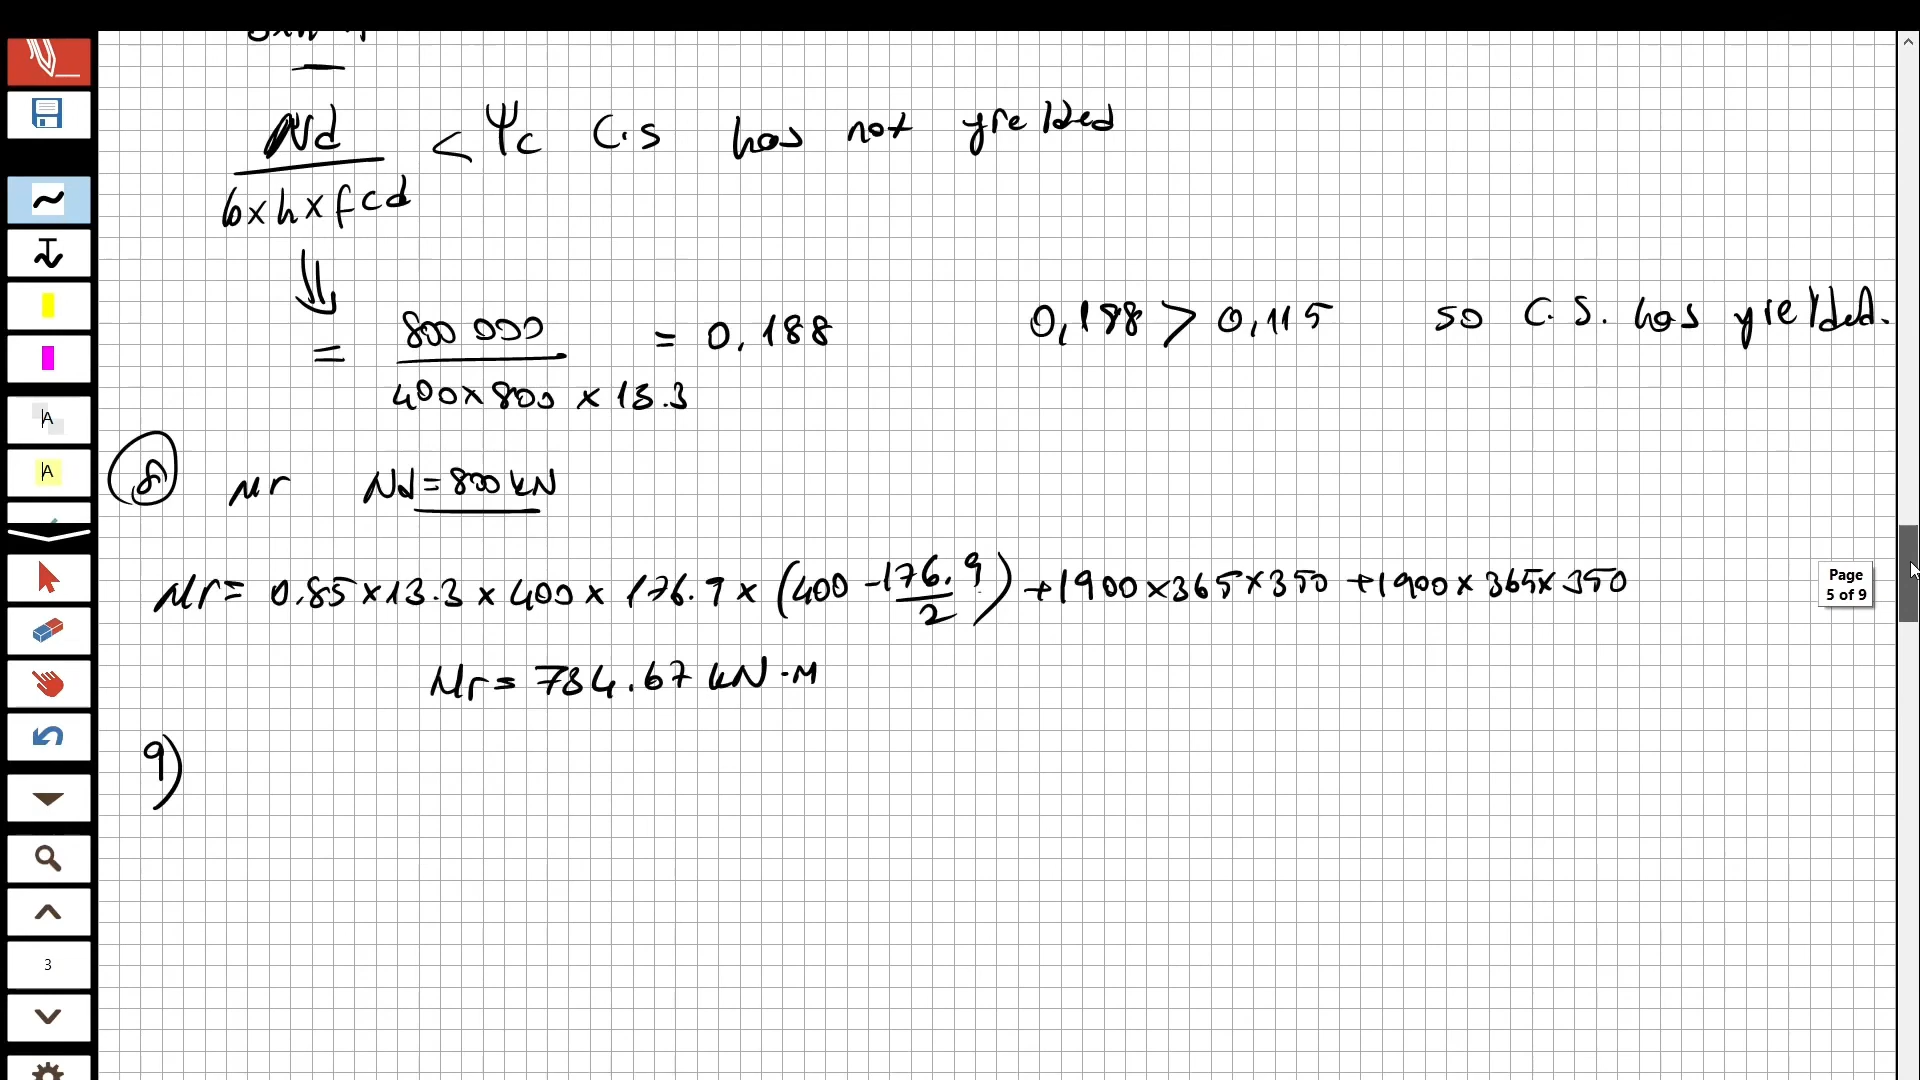 Nd
b×h×fcd < Ψc C.S has not yielded
= 800 000 / 400×800 × 13.3 = 0,188 0,188 > 0,115 so C.S. has yielded.
8 Mr Nd = 800 kN
Mr = 0.85×13.3×400×176.9×(400 - 176.9/2) + 1900×365×350 + 1900×365×350
Page
5 of 9
Mr = 784.67 kN.M
9)
A
A
3